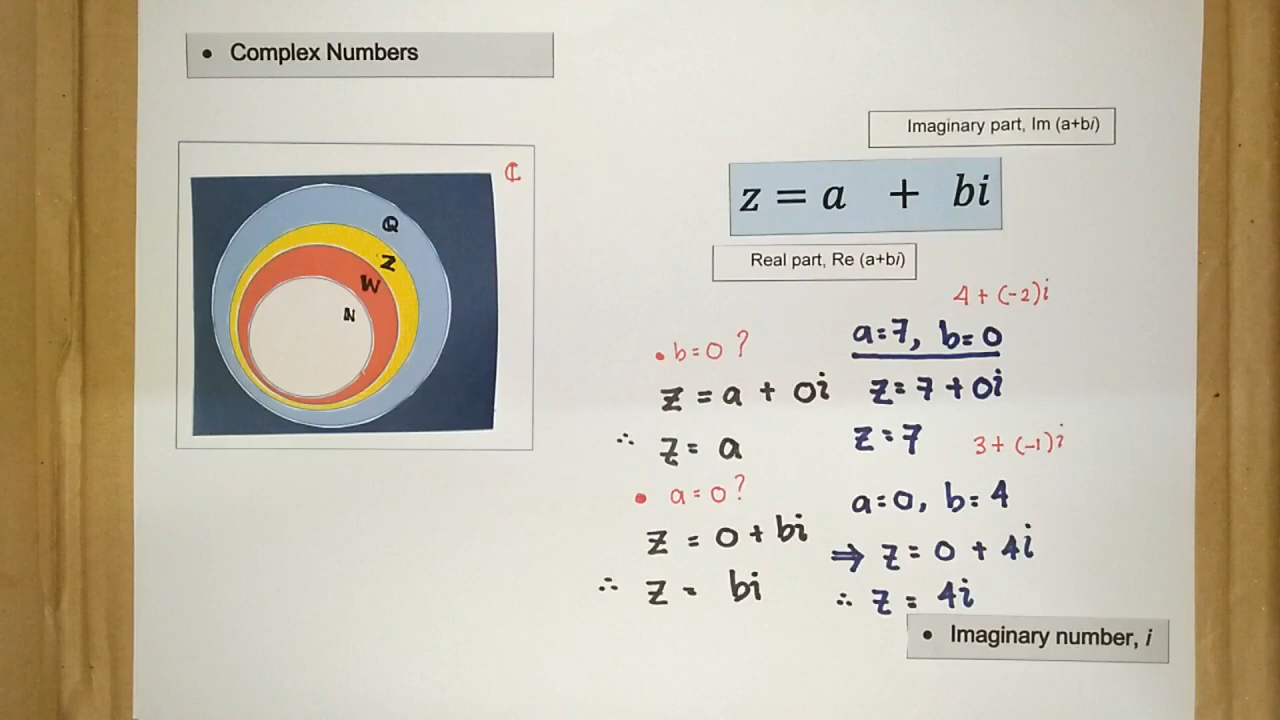 • Complex Numbers
ℂ
Q
Z
W
N
Imaginary part, Im (a+bi)
z = a + bi
Real part, Re (a+bi)
4 + (-2)i
• b=0 ?
z = a + 0i
∴ z = a
• a=0?
z = 0 + bi
∴ z = bi
a=7, b=0
z = 7 + 0i
z = 7
3 + (-1)i
a=0, b=4
⇒ z = 0 + 4i
∴ z = 4i
• Imaginary number, i